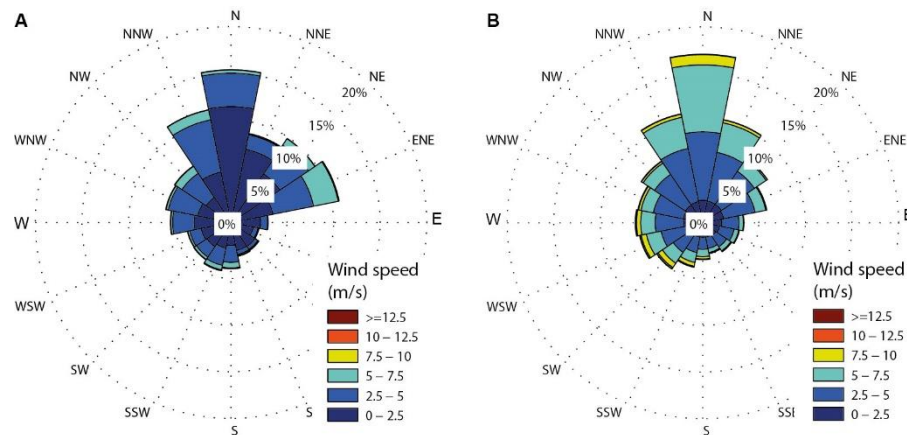 A
N
NNW
NNE
NW
NE
20%
WNW
15%
ENE
10%
5%
W
0%
E
WSW
SW
SSW
S
S
Wind speed
(m/s)
>=12.5
10 – 12.5
7.5 – 10
5 – 7.5
2.5 – 5
0 – 2.5
B
N
NNW
NNE
NW
NE
20%
WNW
15%
ENE
10%
5%
W
0%
E
WSW
SW
SSW
S
SSE
Wind speed
(m/s)
>=12.5
10 – 12.5
7.5 – 10
5 – 7.5
2.5 – 5
0 – 2.5